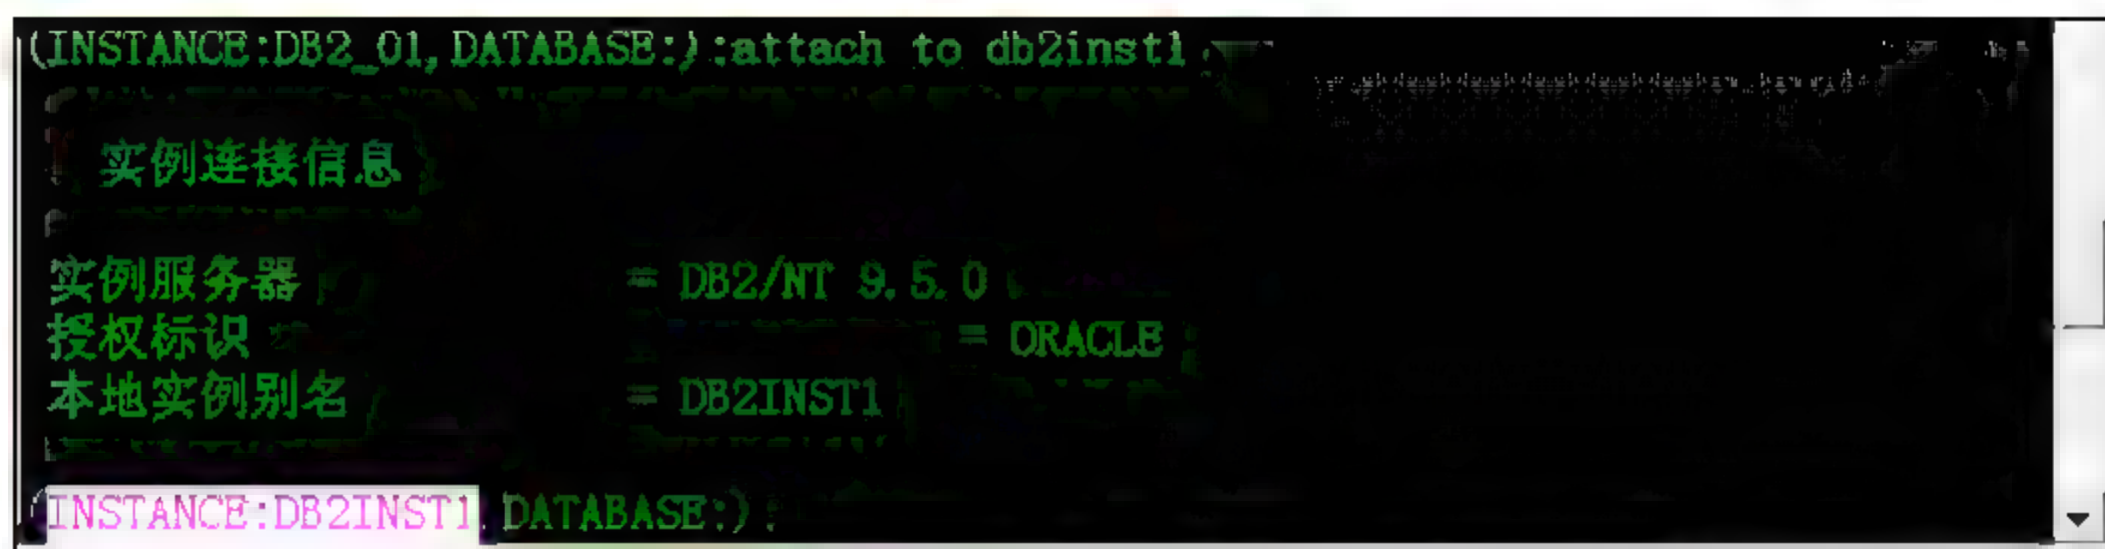 (INSTANCE:DB2_01, DATABASE:):attach to db2inst1
实例连接信息
实例服务器 = DB2/NT 9.5.0
授权标识 = ORACLE
本地实例别名 = DB2INST1
(INSTANCE:DB2INST1, DATABASE:):